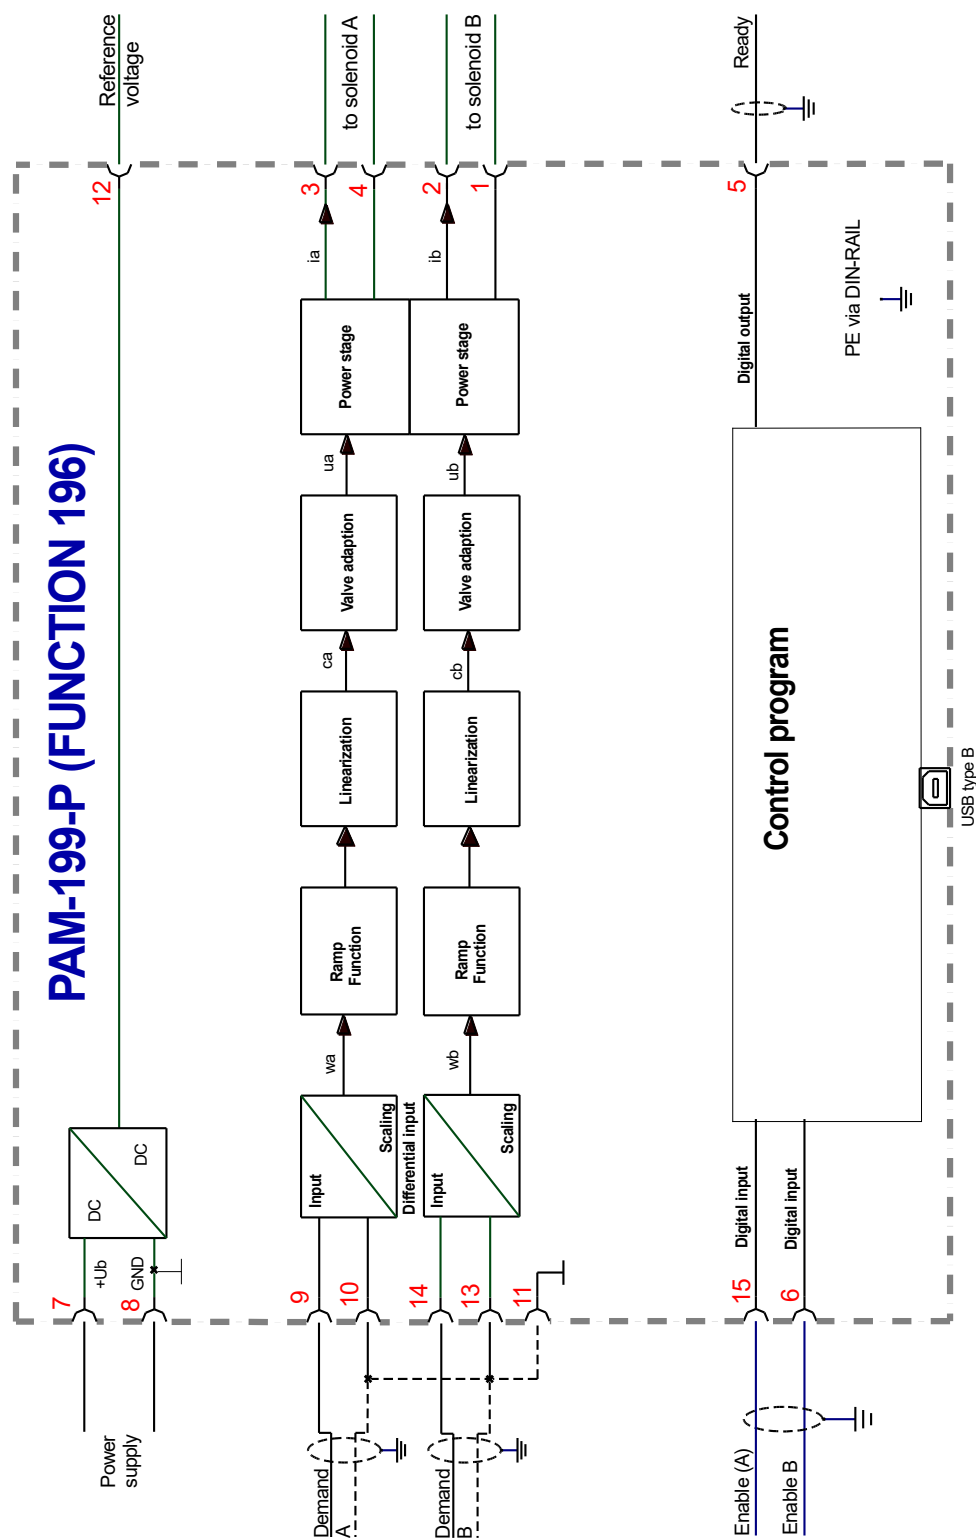 PAM-199-P (FUNCTION 196)
Power
supply
7
8
+Ub
GND
DC
DC
12
Reference
voltage
Demand
A
9
10
Input
Scaling
wa
Ramp
Function
Linearization
ca
Valve adaption
ua
Power stage
ia
3
4
to solenoid A
Differential input
Demand
B
14
13
11
Input
Scaling
wb
Ramp
Function
Linearization
cb
Valve adaption
ub
Power stage
ib
2
1
to solenoid B
Enable (A)
Enable B
15
6
Digital input
Digital input
Control program
Digital output
5
Ready
PE via DIN-RAIL
USB type B